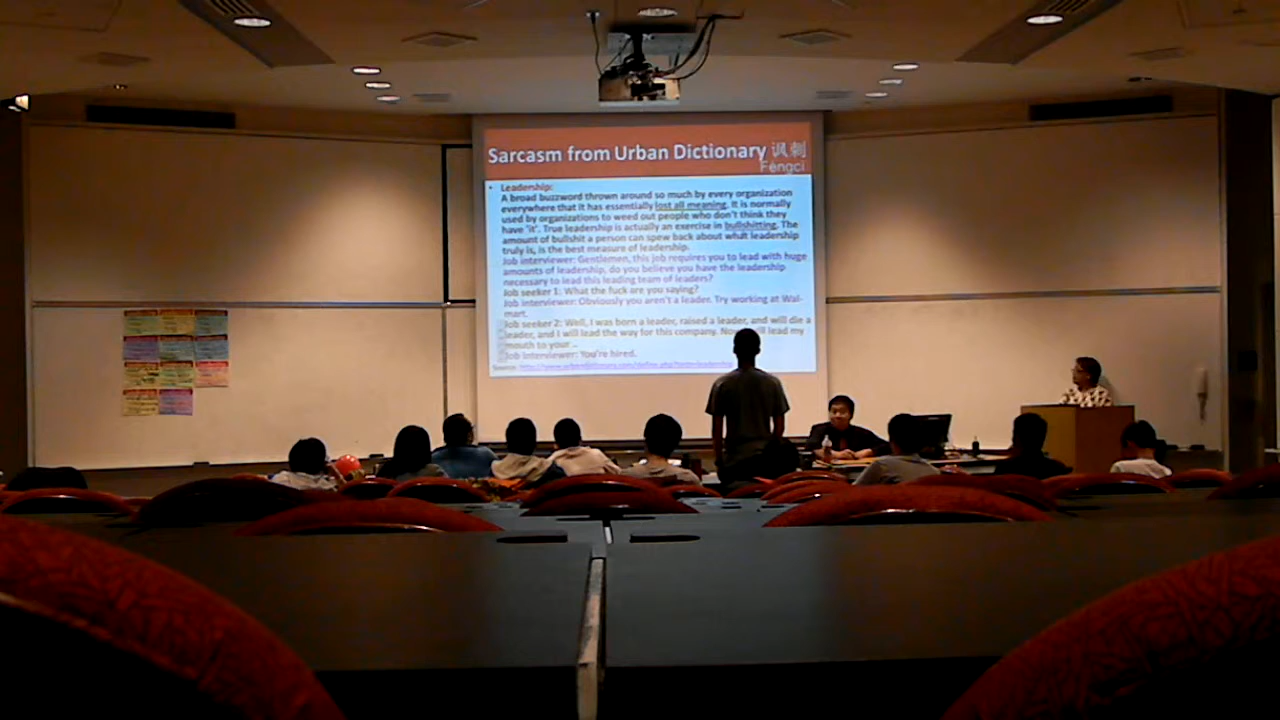 Sarcasm from Urban Dictionary 讽刺
Fengci
• Leadership:
A broad buzzword thrown around so much by every organization
everywhere that it has essentially lost all meaning. It is normally
used by organizations to weed out people who don't think they
have 'it'. True leadership is actually an exercise in bullshitting. The
amount of bullshit a person can spew back about what leadership
truly is, is the best measure of leadership.
Job interviewer: Gentlemen, this job requires you to lead with huge
amounts of leadership, do you believe you have the leadership
necessary to lead this leading team of leaders?
Job seeker 1: What the fuck are you saying?
Job interviewer: Obviously you aren't a leader. Try working at Wal-
mart.
Job seeker 2: Well, I was born a leader, raised a leader, and will die a
leader, and I will lead the way for this company. Now will lead my
mouth to your ..
Job interviewer: You're hired.
Source: